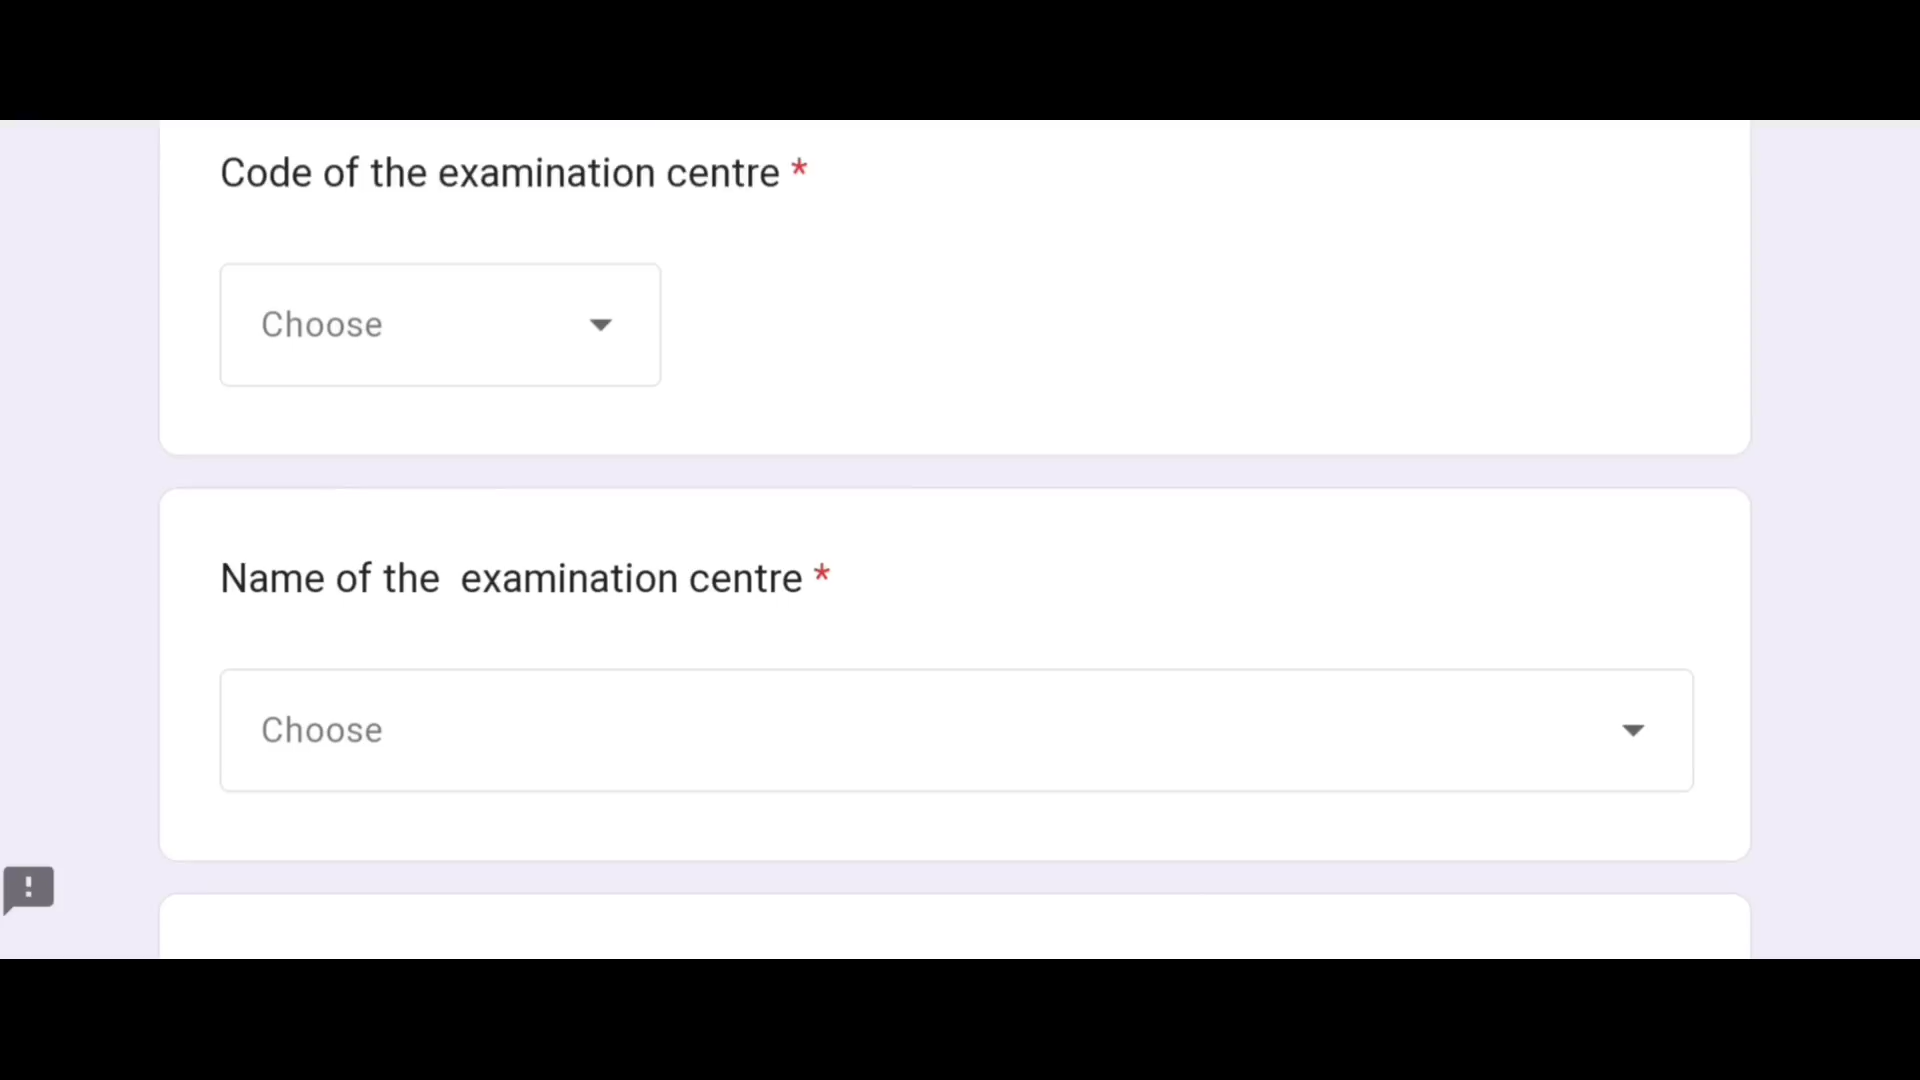 Code of the examination centre *
Choose
Name of the  examination centre *
Choose